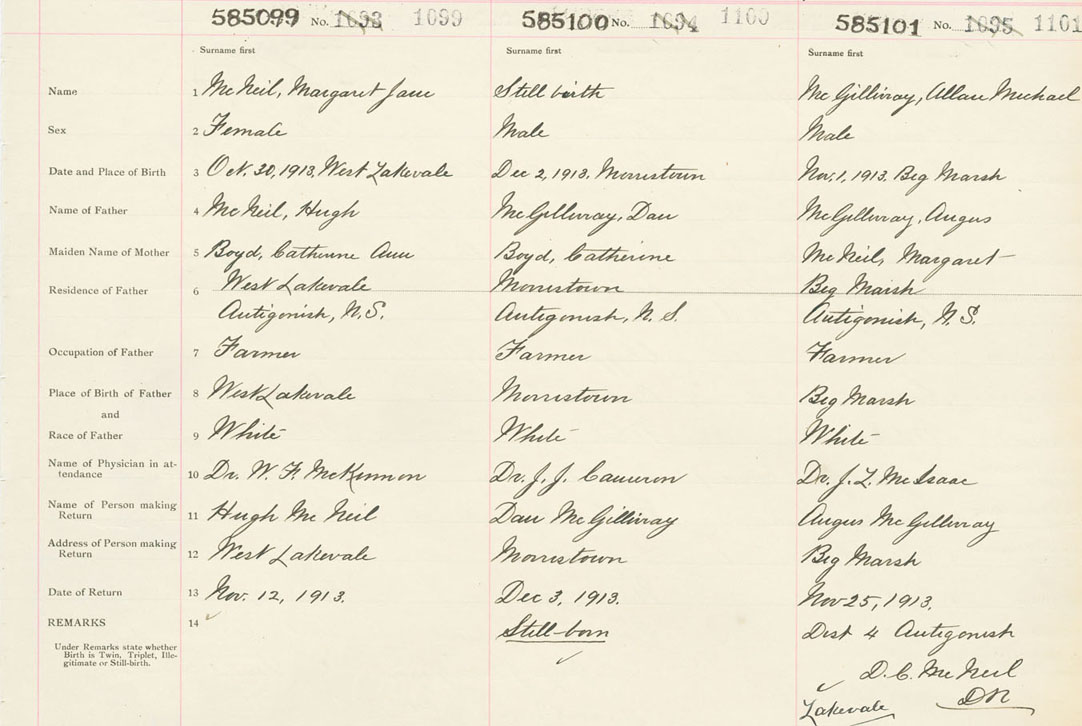 585099 No. 1033 1099 585100 No. 1034 1100 585101 No. 1035 1101
Surname first Surname first Surname first
Name 1 McNeil, Margaret Jane Still birth McGillivray, Allan Michael
Sex 2 Female Male Male
Date and Place of Birth 3 Oct. 30, 1913, West Lakevale Dec 2, 1913, Morristown Nov. 1, 1913. Big Marsh
Name of Father 4 McNeil, Hugh McGillivray, Dan McGillivray, Angus
Maiden Name of Mother 5 Boyd, Catherine Ann Boyd, Catherine McNeil, Margaret
Residence of Father 6 West Lakevale Morristown Big Marsh
Antigonish, N.S. Antigonish, N.S. Antigonish, N.S.
Occupation of Father 7 Farmer Farmer Farmer
Place of Birth of Father 8 West Lakevale Morristown Big Marsh
and
Race of Father 9 White White White
Name of Physician in at-
tendance 10 Dr. W. F. McKinnon Dr. J. J. Cameron Dr. J. L. McIsaac
Name of Person making
Return 11 Hugh McNeil Dan McGillivray Angus McGillivray
Address of Person making
Return 12 West Lakevale Morristown Big Marsh
Date of Return 13 Nov. 12, 1913. Dec 3, 1913. Nov 25, 1913.
REMARKS 14 Still-born Dist 4 Antigonish
Under Remarks state whether
Birth is Twin, Triplet, Ille-
gitimate or Still-birth.
D. C. McNeil
Lakevale DR